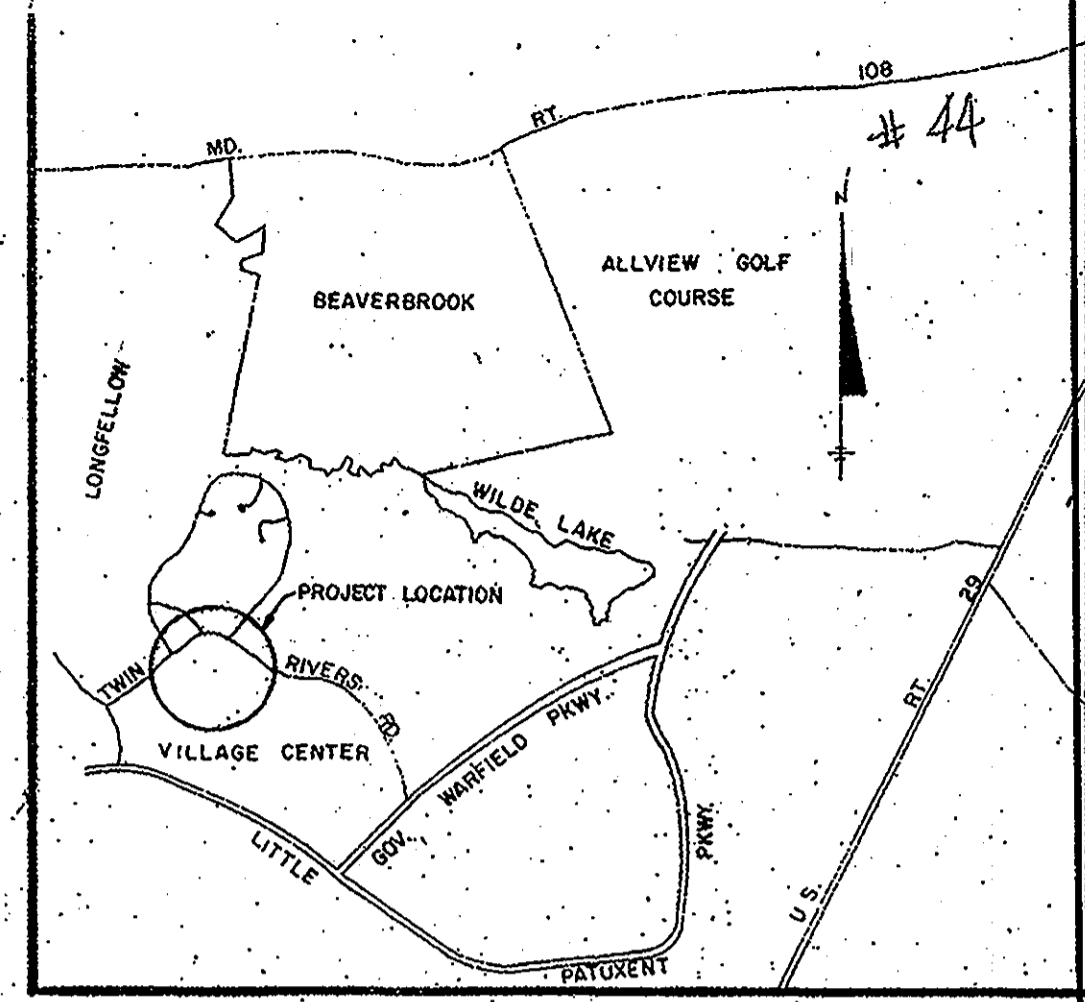 108
# 44
MD.
RT.
N
ALLVIEW GOLF
COURSE
BEAVERBROOK
LONGFELLOW
WILDE LAKE
PROJECT LOCATION
29
TWIN
RIVERS
RD.
RT.
VILLAGE CENTER
PKWY.
WARFIELD
GOV.
LITTLE
PKWY.
U.S.
PATUXENT